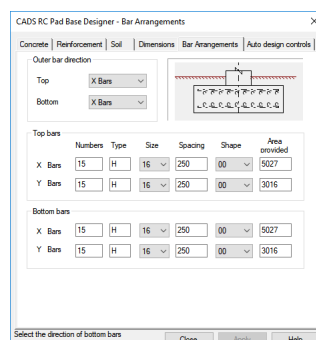 CADS RC Pad Base Designer - Bar Arrangements
Concrete Reinforcement Soil Dimensions Bar Arrangements Auto design controls
Outer bar direction
Top X Bars
Bottom X Bars
Top bars
Numbers Type Size Spacing Shape Area provided
X Bars 15 H 16 250 00 5027
Y Bars 15 H 16 250 00 3016
Bottom bars
X Bars 15 H 16 250 00 5027
Y Bars 15 H 16 250 00 3016
Select the direction of bottom bars Close Apply Help